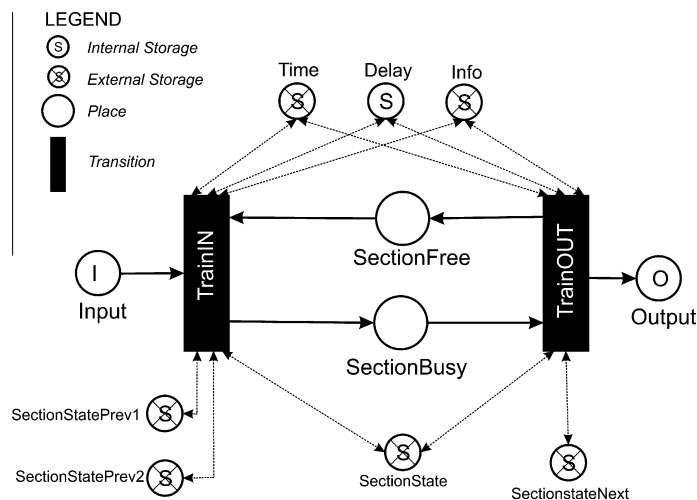 LEGEND
S Internal Storage
S External Storage
Place
Transition
Time Delay Info
S S S
TrainIN
TrainOUT
SectionFree
I
Input
O
Output
SectionBusy
SectionStatePrev1 S
SectionStatePrev2 S
S
SectionState
S
SectionstateNext